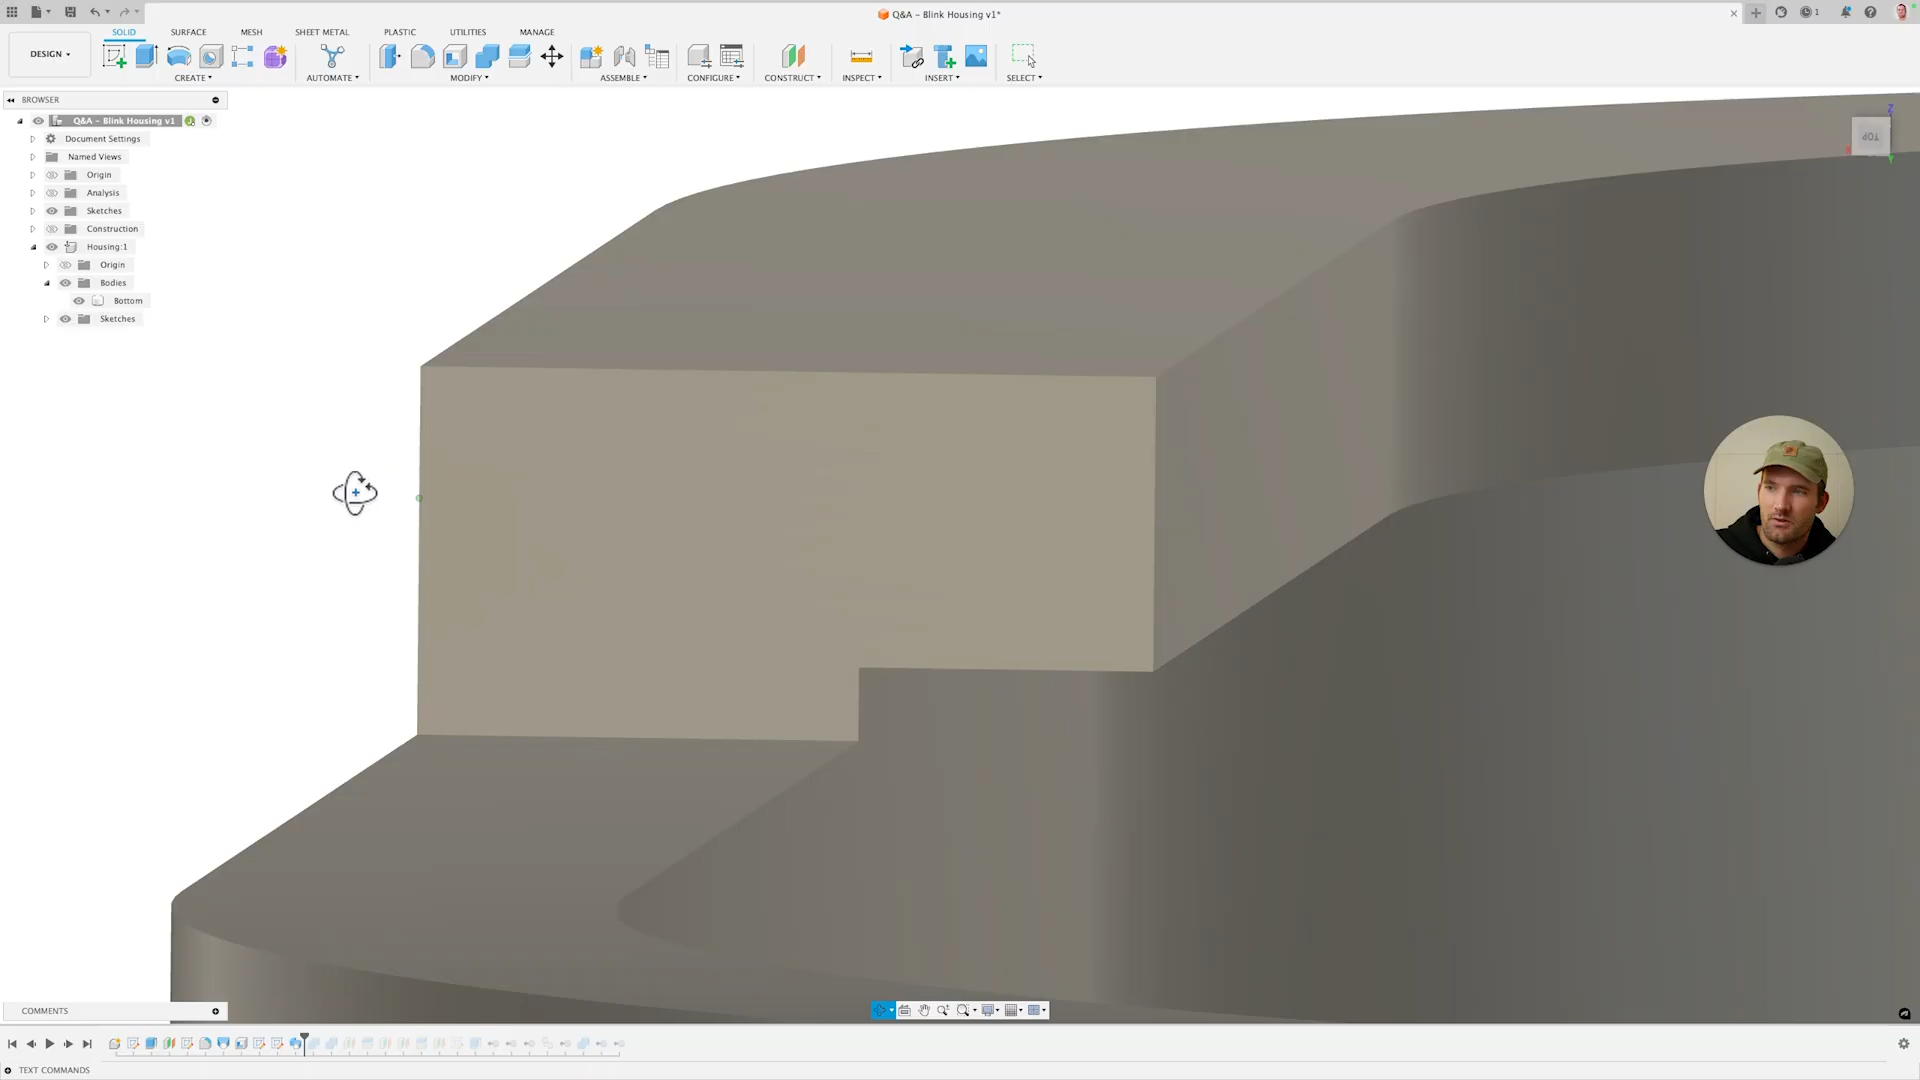 Q&A – Blink Housing v1*
1
DESIGN
SOLID
SURFACE
MESH
SHEET METAL
PLASTIC
UTILITIES
MANAGE
CREATE
AUTOMATE
MODIFY
ASSEMBLE
CONFIGURE
CONSTRUCT
INSPECT
INSERT
SELECT
BROWSER
Q&A – Blink Housing v1
Document Settings
Named Views
Origin
Analysis
Sketches
Construction
Housing:1
Origin
Bodies
Bottom
Sketches
Z
TOP
COMMENTS
TEXT COMMANDS